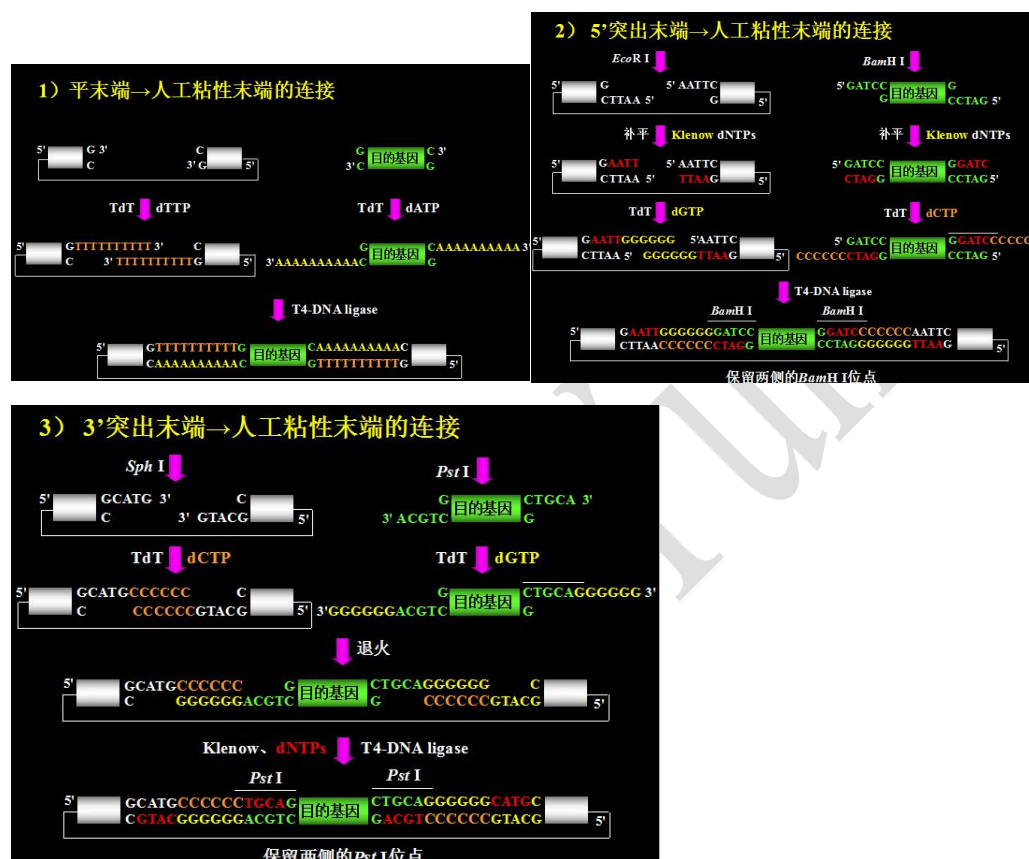 1）平末端→人工粘性末端的连接
5' G 3' C G C 3'
C 3' G 5' 3'C 目的基因 G
TdT dTTP TdT dATP
5' GTTTTTTTTTT 3' C G CAAAAAAAAAA 3'
C 3' TTTTTTTTTTG 5' 3'AAAAAAAAAAC 目的基因 G
T4-DNA ligase
5' GTTTTTTTTTTG CAAAAAAAAAAC
CAAAAAAAAAAC 目的基因 GTTTTTTTTTTG 5'
2） 5’突出末端→人工粘性末端的连接
EcoR I BamH I
5' G 5' AATTC 5'GATCC G
CTTAA 5' G 5' G 目的基因 CCTAG 5'
补平 Klenow dNTPs 补平 Klenow dNTPs
5' GAATT 5' AATTC 5' GATCC GGATC
CTTAA 5' TTAAG 5' CTAGG 目的基因 CCTAG 5'
TdT dGTP TdT dCTP
5' GAATTGGGGGG 5'AATTC 5' GATCC GGATCCCCCC
CTTAA 5' GGGGGGTTAAG 5' CCCCCCCTAGG 目的基因 CCTAG 5'
T4-DNA ligase
BamH I BamH I
5' GAATTGGGGGGGATCC GGATCCCCCCCAATTC
CTTAACCCCCCCTAGG 目的基因 CCTAGGGGGGGTTAAG 5'
保留两侧的BamH I位点
3） 3’突出末端→人工粘性末端的连接
Sph I Pst I
5' GCATG 3' C G CTGCA 3'
C 3' GTACG 5' 3' ACGTC 目的基因 G
TdT dCTP TdT dGTP
5' GCATGCCCCCC C G CTGCAGGGGGG 3'
C CCCCCCGTACG 5' 3'GGGGGGACGTC 目的基因 G
退火
5' GCATGCCCCCC G CTGCAGGGGGG C
C GGGGGGACGTC 目的基因 G CCCCCCGTACG 5'
Klenow、dNTPs T4-DNA ligase
Pst I Pst I
5' GCATGCCCCCCTGCAG CTGCAGGGGGGCATGC
CGTACGGGGGGACGTC 目的基因 GACGTCCCCCCGTACG 5'
保留两侧的Pst I位点